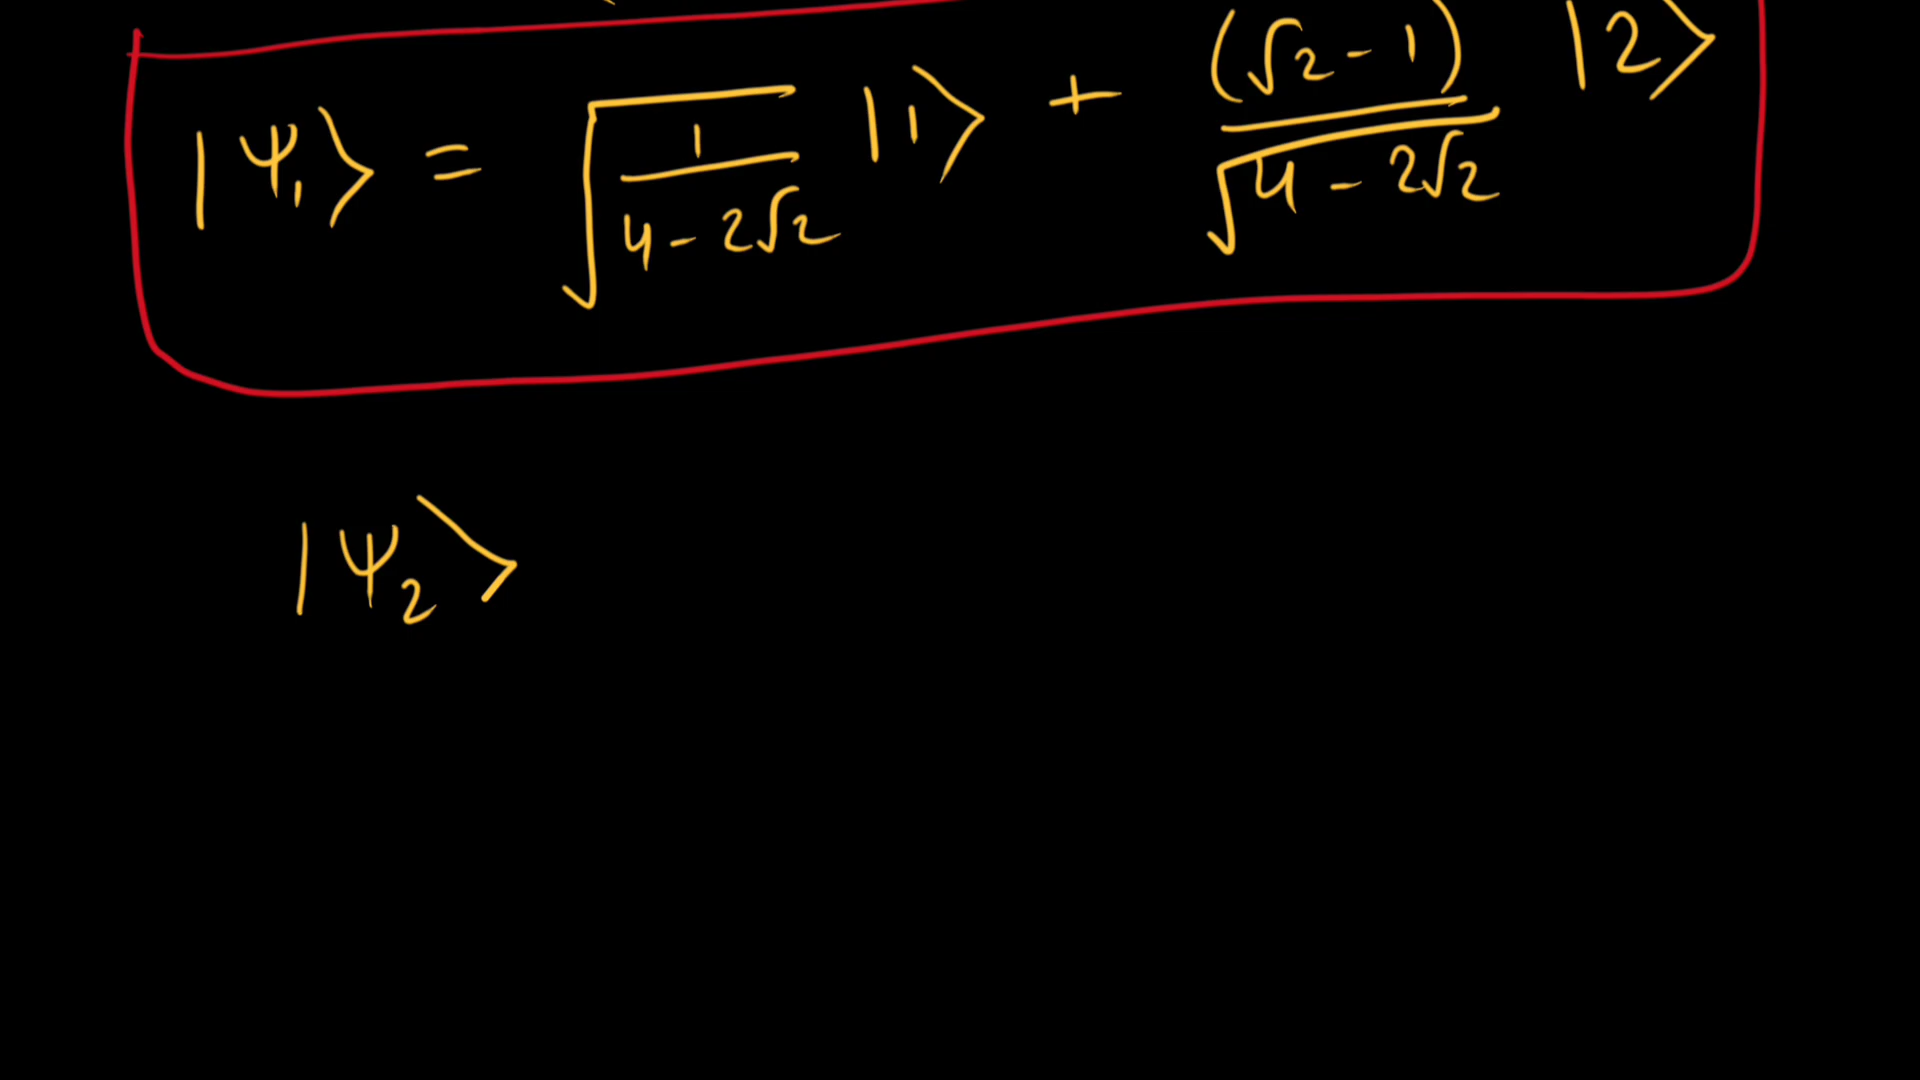 |ψ₁⟩ = √(1/(4-2√2)) |1⟩ + (√2-1)/√(4-2√2) |2⟩
|ψ₂⟩